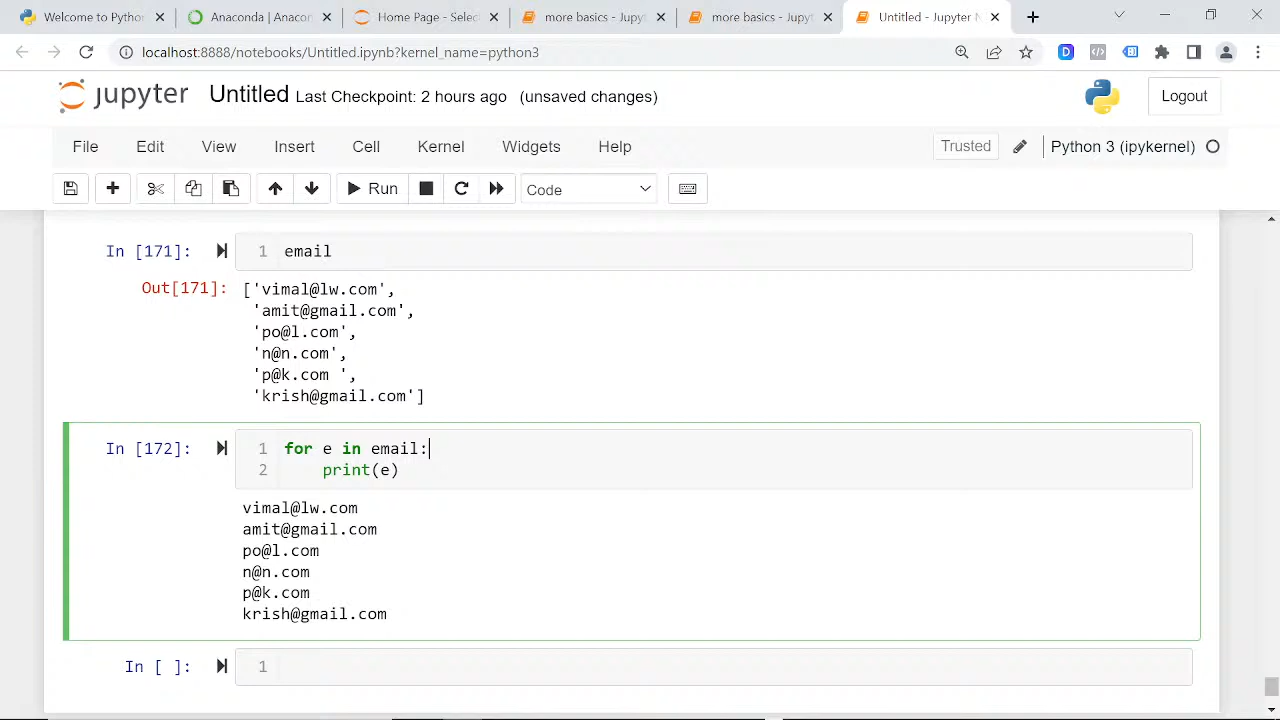 Welcome to Python
Anaconda | Anacon
Home Page - Select
more basics - Jupyt
more basics - Jupyt
Untitled - Jupyter N
localhost:8888/notebooks/Untitled.ipynb?kernel_name=python3
jupyter Untitled Last Checkpoint: 2 hours ago (unsaved changes)
Logout
File Edit View Insert Cell Kernel Widgets Help
Trusted Python 3 (ipykernel)
Run Code
In [171]: 1 email
Out[171]: ['vimal@lw.com',
'amit@gmail.com',
'po@l.com',
'n@n.com',
'p@k.com ',
'krish@gmail.com']
In [172]: 1 for e in email:
2 print(e)
vimal@lw.com
amit@gmail.com
po@l.com
n@n.com
p@k.com
krish@gmail.com
In [ ]: 1